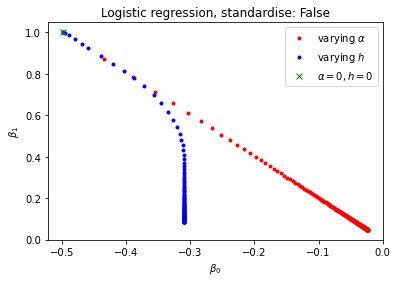 Logistic regression, standardise: False
varying α
varying h
α = 0, h = 0
β₁
1.0
0.8
0.6
0.4
0.2
0.0
−0.5 −0.4 −0.3 −0.2 −0.1 0.0
β₀